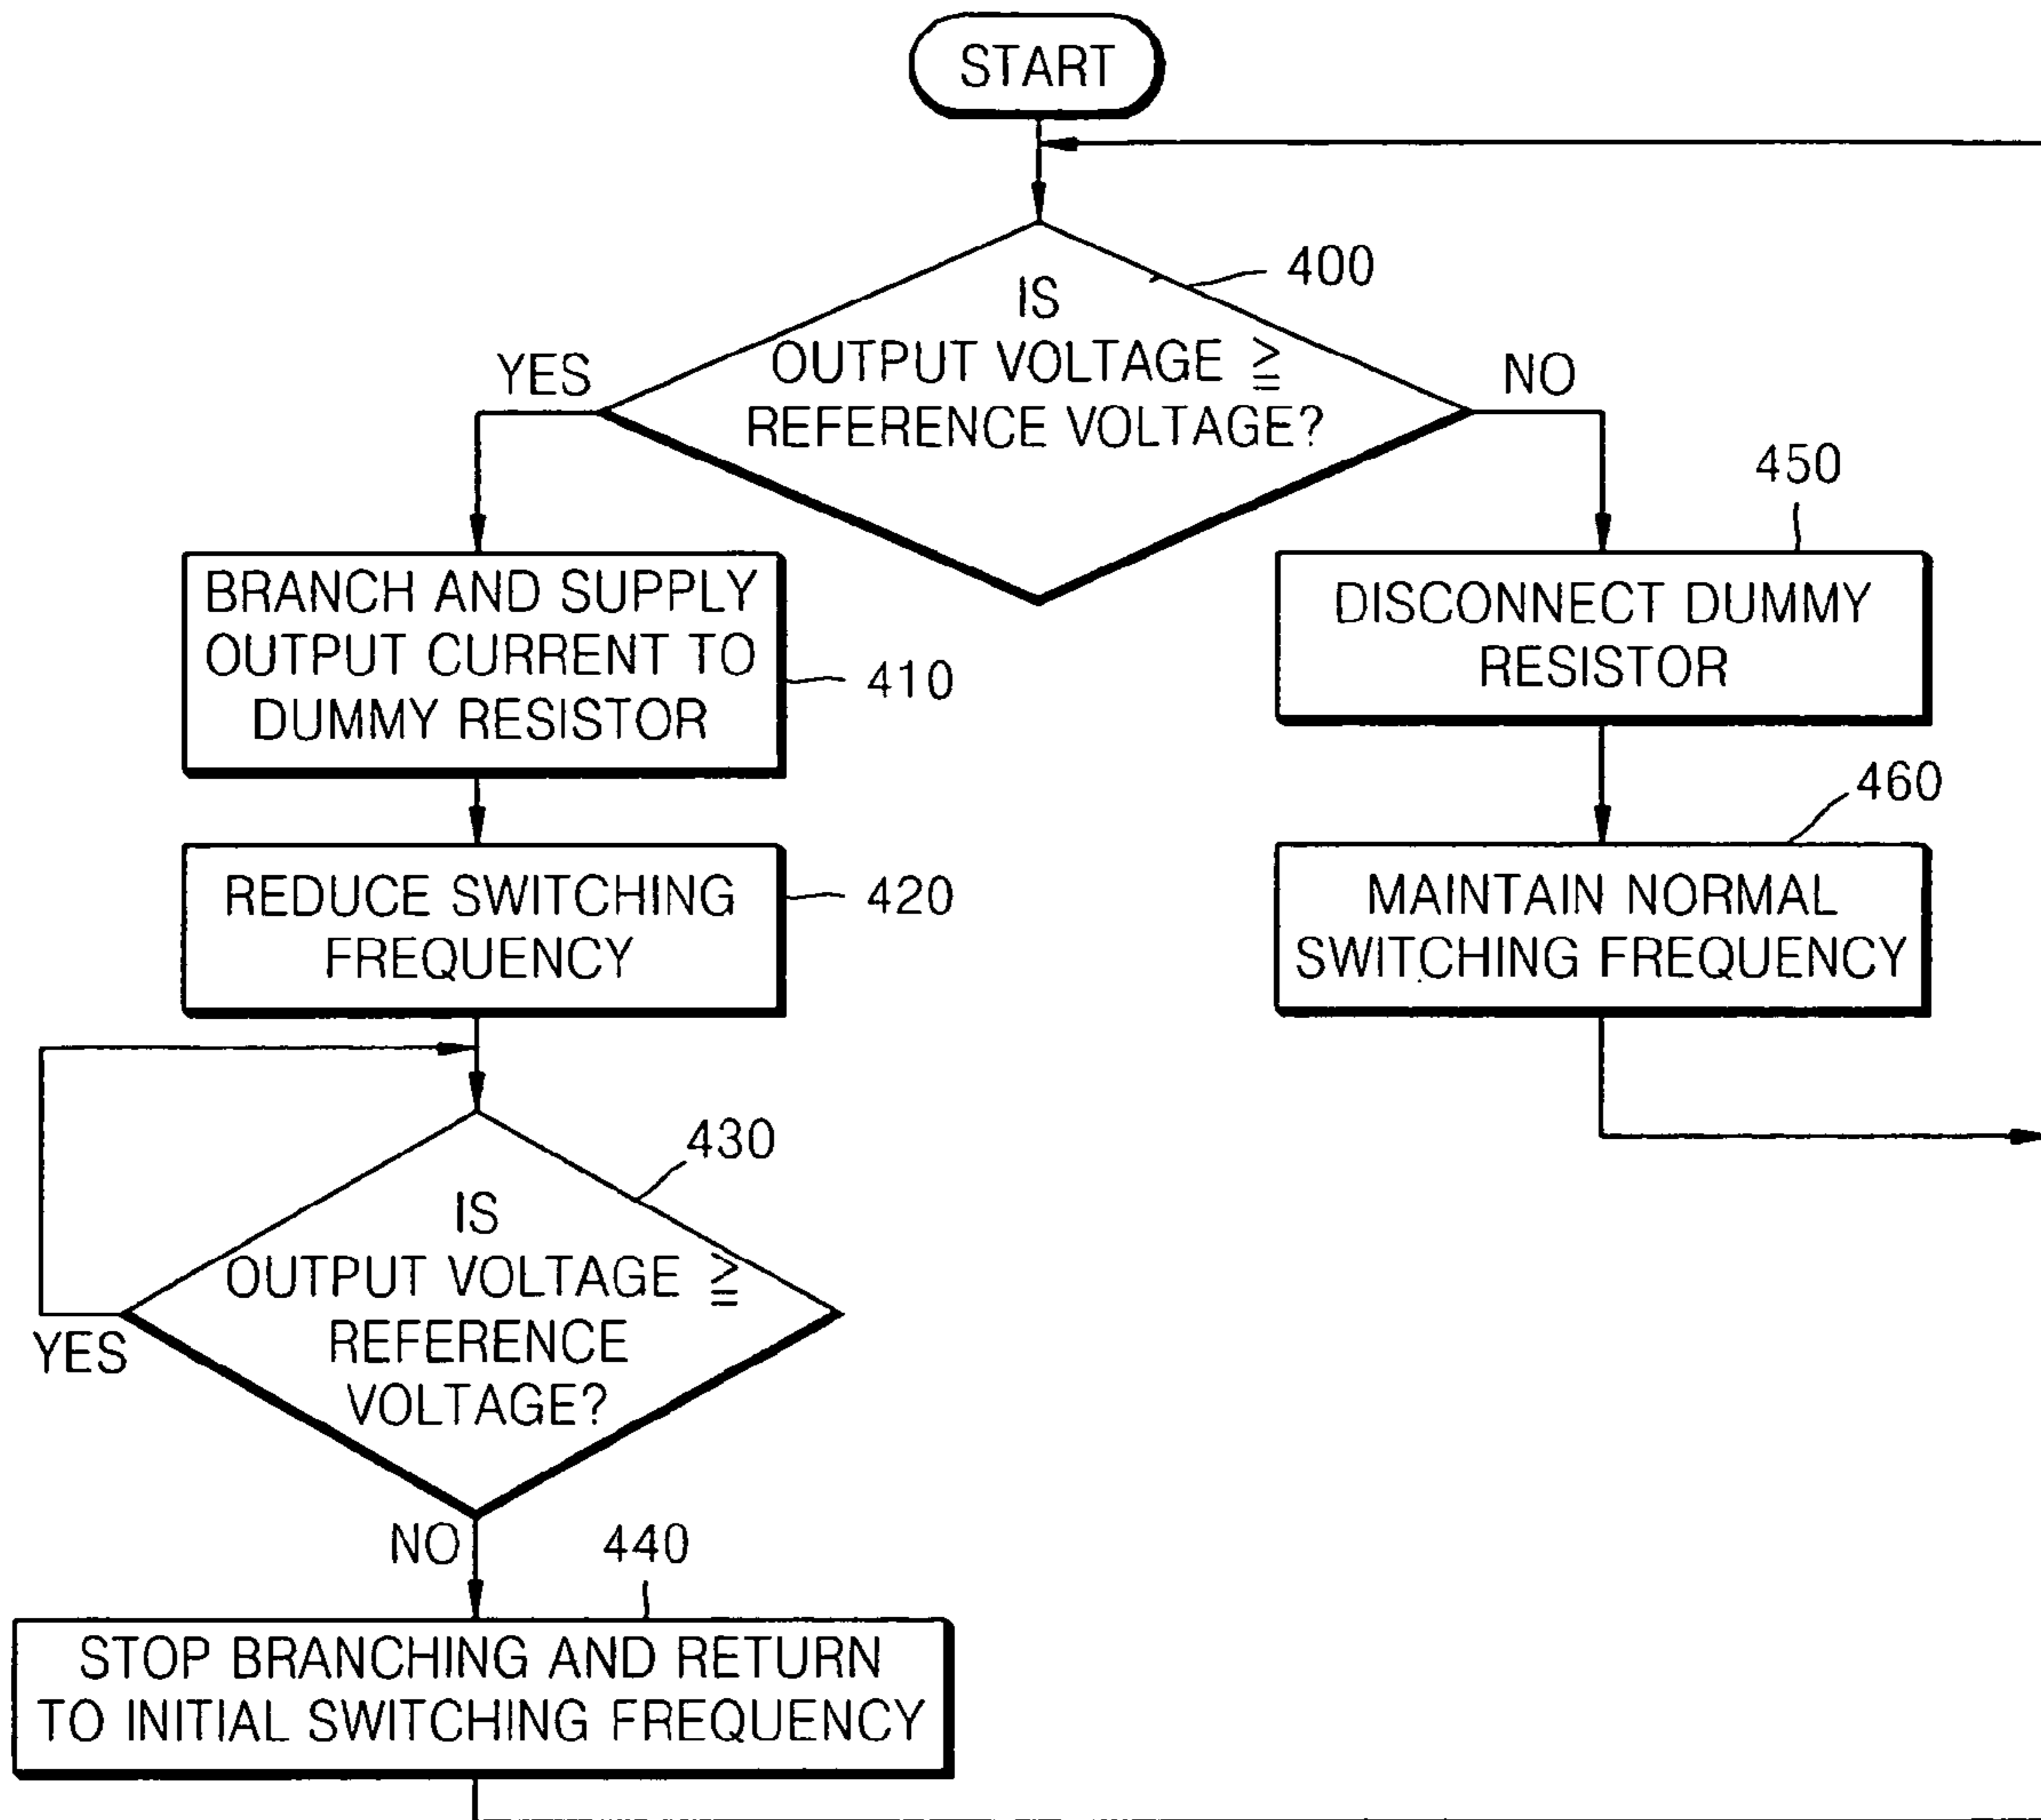 START
400
IS
OUTPUT VOLTAGE ≧
REFERENCE VOLTAGE?
YES
NO
BRANCH AND SUPPLY
OUTPUT CURRENT TO
DUMMY RESISTOR
410
450
DISCONNECT DUMMY
RESISTOR
REDUCE SWITCHING
FREQUENCY
420
460
MAINTAIN NORMAL
SWITCHING FREQUENCY
430
IS
OUTPUT VOLTAGE ≧
REFERENCE
VOLTAGE?
YES
NO
440
STOP BRANCHING AND RETURN
TO INITIAL SWITCHING FREQUENCY